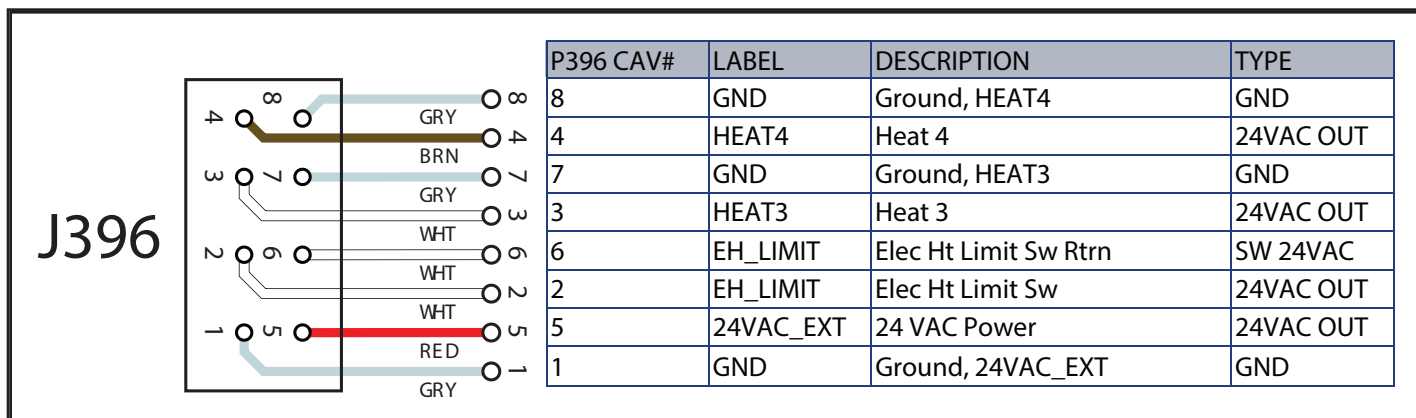 J396
8
4
7
3
6
2
5
1
GRY
BRN
GRY
WHT
WHT
WHT
RED
GRY
8
4
7
3
6
2
5
1
P396 CAV# LABEL DESCRIPTION TYPE
8 GND Ground, HEAT4 GND
4 HEAT4 Heat 4 24VAC OUT
7 GND Ground, HEAT3 GND
3 HEAT3 Heat 3 24VAC OUT
6 EH_LIMIT Elec Ht Limit Sw Rtrn SW 24VAC
2 EH_LIMIT Elec Ht Limit Sw 24VAC OUT
5 24VAC_EXT 24 VAC Power 24VAC OUT
1 GND Ground, 24VAC_EXT GND